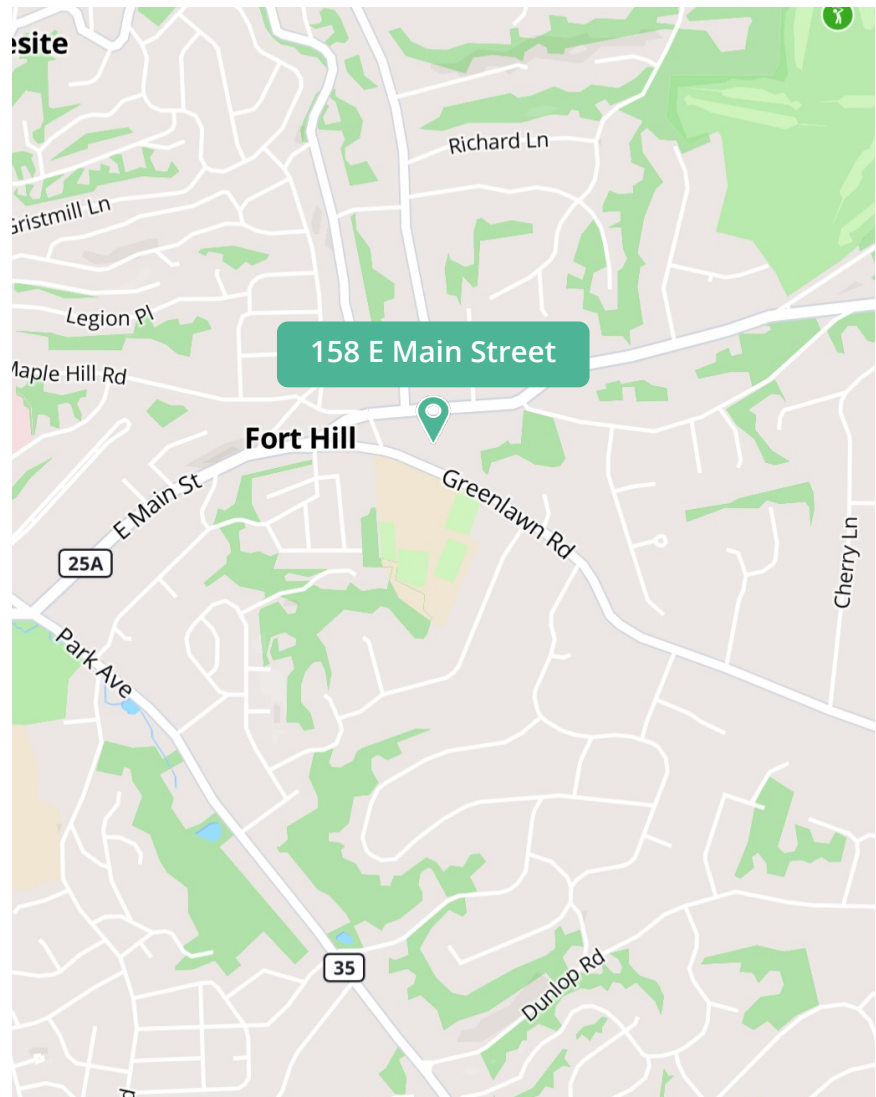 esite
Richard Ln
Gristmill Ln
Legion Pl
158 E Main Street
Maple Hill Rd
Fort Hill
E Main St
Greenlawn Rd
25A
Cherry Ln
Park Ave
35
Dunlop Rd